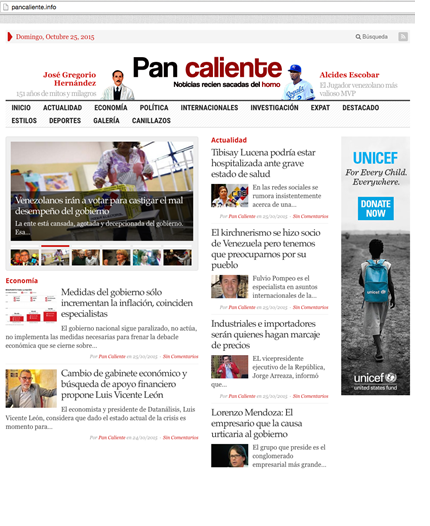 pancaliente.info
Domingo, Octubre 25, 2015
Búsqueda
José Gregorio
Hernández
151 años de mitos y milagros
Pan caliente
Noticias recien sacadas del horno
Alcides Escobar
El Jugador venezolano más
valioso MVP
INICIO ACTUALIDAD ECONOMÍA POLÍTICA INTERNACIONALES INVESTIGACIÓN EXPAT DESTACADO
ESTILOS DEPORTES GALERÍA CANILLAZOS
Venezolanos irán a votar para castigar el mal
desempeño del gobierno
La gente está cansada, agotada y decepcionada del gobierno.
Esa...
Economía
Medidas del gobierno sólo
incrementan la inflación, coinciden
especialistas
El gobierno nacional sigue paralizado, no actúa,
no implementa las medidas necesarias para frenar la debacle
económica que se cierne sobre...
Por Pan Caliente en 25/10/2015 - Sin Comentarios
Cambio de gabinete económico y
búsqueda de apoyo financiero
propone Luis Vicente León
El economista y presidente de Datanálisis, Luis
Vicente León, considera que dado el estado actual de la crisis es
momento para...
Por Pan Caliente en 24/10/2015 - Sin Comentarios
Actualidad
Tibisay Lucena podría estar
hospitalizada ante grave
estado de salud
En las redes sociales se
rumora insistentemente
acerca de una...
Por Pan Caliente en 25/10/2015 - Sin Comentarios
El kirchnerismo se hizo socio
de Venezuela pero tenemos
que preocuparnos por su
pueblo
Fulvio Pompeo es el
especialista en asuntos
internacionales de la...
Por Pan Caliente en 25/10/2015 - Sin Comentarios
Industriales e importadores
serán quienes hagan marcaje
de precios
EL vicepresidente
ejecutivo de la República,
Jorge Arreaza, informó
que...
Por Pan Caliente en 25/10/2015 - Sin Comentarios
Lorenzo Mendoza: El
empresario que la causa
urticaria al gobierno
El grupo que preside es el
conglomerado
empresarial más grande...
UNICEF
For Every Child.
Everywhere.
DONATE
NOW
unicef
unicef
united states fund